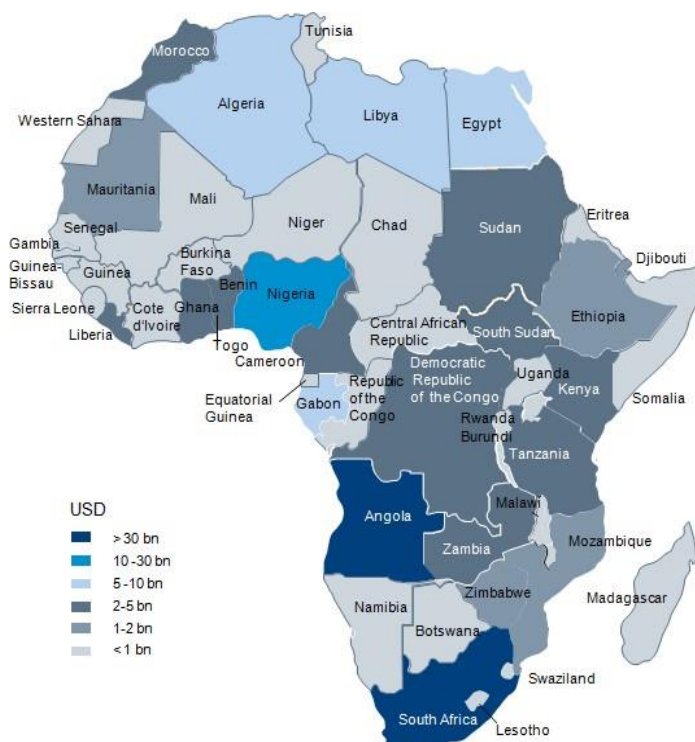 Tunisia
Morocco
Algeria
Libya
Egypt
Western Sahara
Mauritania
Mali
Niger
Chad
Sudan
Eritrea
Senegal
Gambia
Guinea-
Bissau
Guinea
Burkina
Faso
Djibouti
Sierra Leone
Cote
d'Ivoire
Ghana
Benin
Nigeria
Ethiopia
Liberia
Togo
Central African
Republic
South Sudan
Cameroon
Equatorial
Guinea
Gabon
Republic
of the
Congo
Democratic
Republic
of the Congo
Uganda
Kenya
Somalia
Rwanda
Burundi
Tanzania
Angola
Malawi
Zambia
Mozambique
Zimbabwe
Madagascar
Namibia
Botswana
Swaziland
South Africa
Lesotho
USD
> 30 bn
10-30 bn
5-10 bn
2-5 bn
1-2 bn
<1 bn